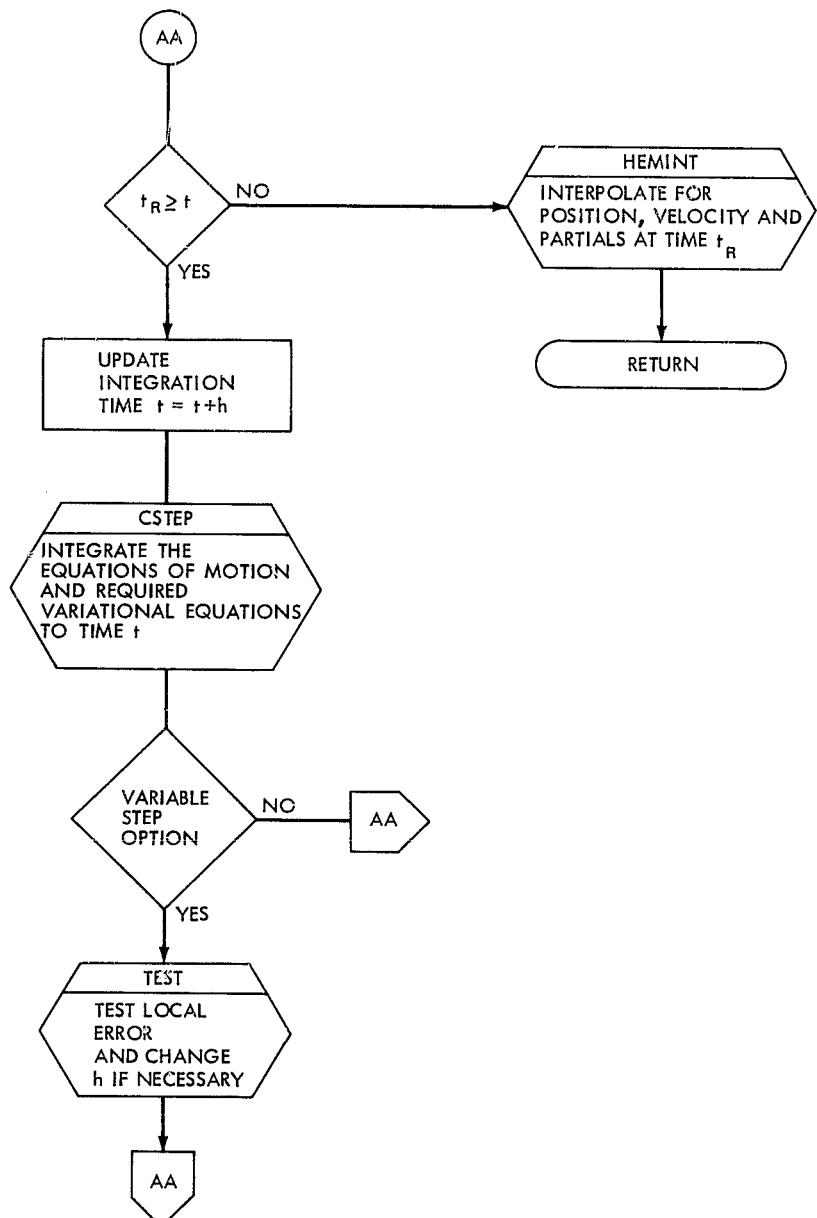 AA
t_R ≥ t
NO
YES
HEMINT
INTERPOLATE FOR
POSITION, VELOCITY AND
PARTIALS AT TIME t_R
RETURN
UPDATE
INTEGRATION
TIME t = t+h
CSTEP
INTEGRATE THE
EQUATIONS OF MOTION
AND REQUIRED
VARIATIONAL EQUATIONS
TO TIME t
VARIABLE
STEP
OPTION
NO
AA
YES
TEST
TEST LOCAL
ERROR
AND CHANGE
h IF NECESSARY
AA